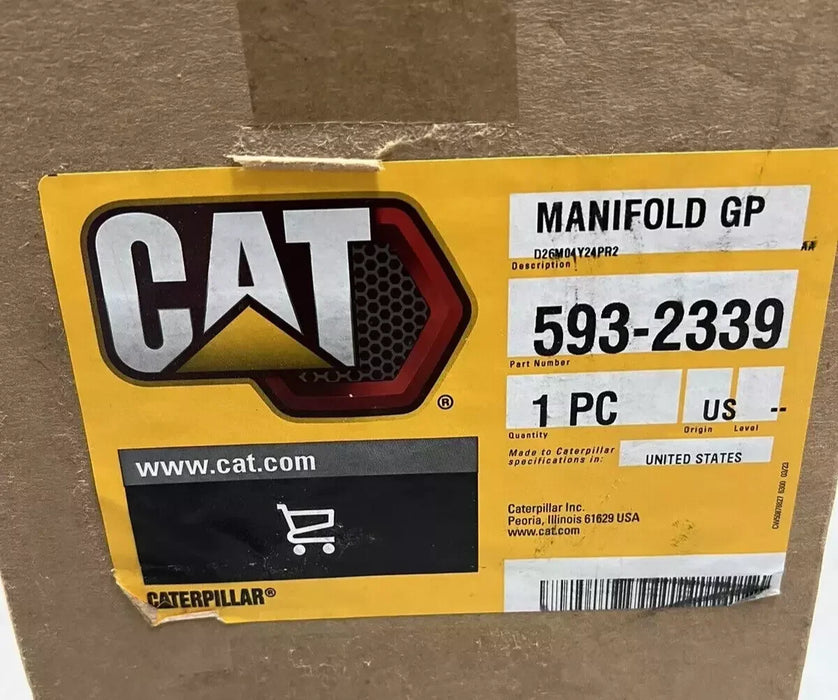 CAT
®
www.cat.com
CATERPILLAR®
MANIFOLD GP
D26M04Y24PR2
AA
Description
593-2339
Part Number
1 PC
US
--
Quantity
Origin
Level
Made to Caterpillar
specifications in:
UNITED STATES
Caterpillar Inc.
Peoria, Illinois 61629 USA
www.cat.com